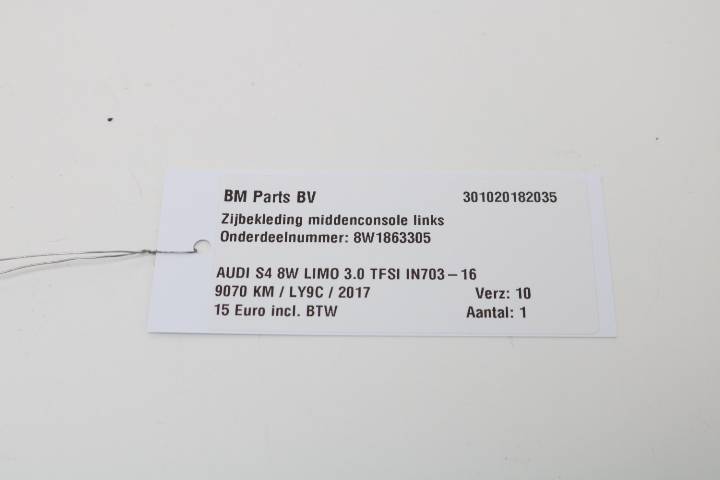 BM Parts BV 301020182035
Zijbekleding middenconsole links
Onderdeelnummer: 8W1863305
AUDI S4 8W LIMO 3.0 TFSI IN703-16
9070 KM / LY9C / 2017 Verz: 10
15 Euro incl. BTW Aantal: 1